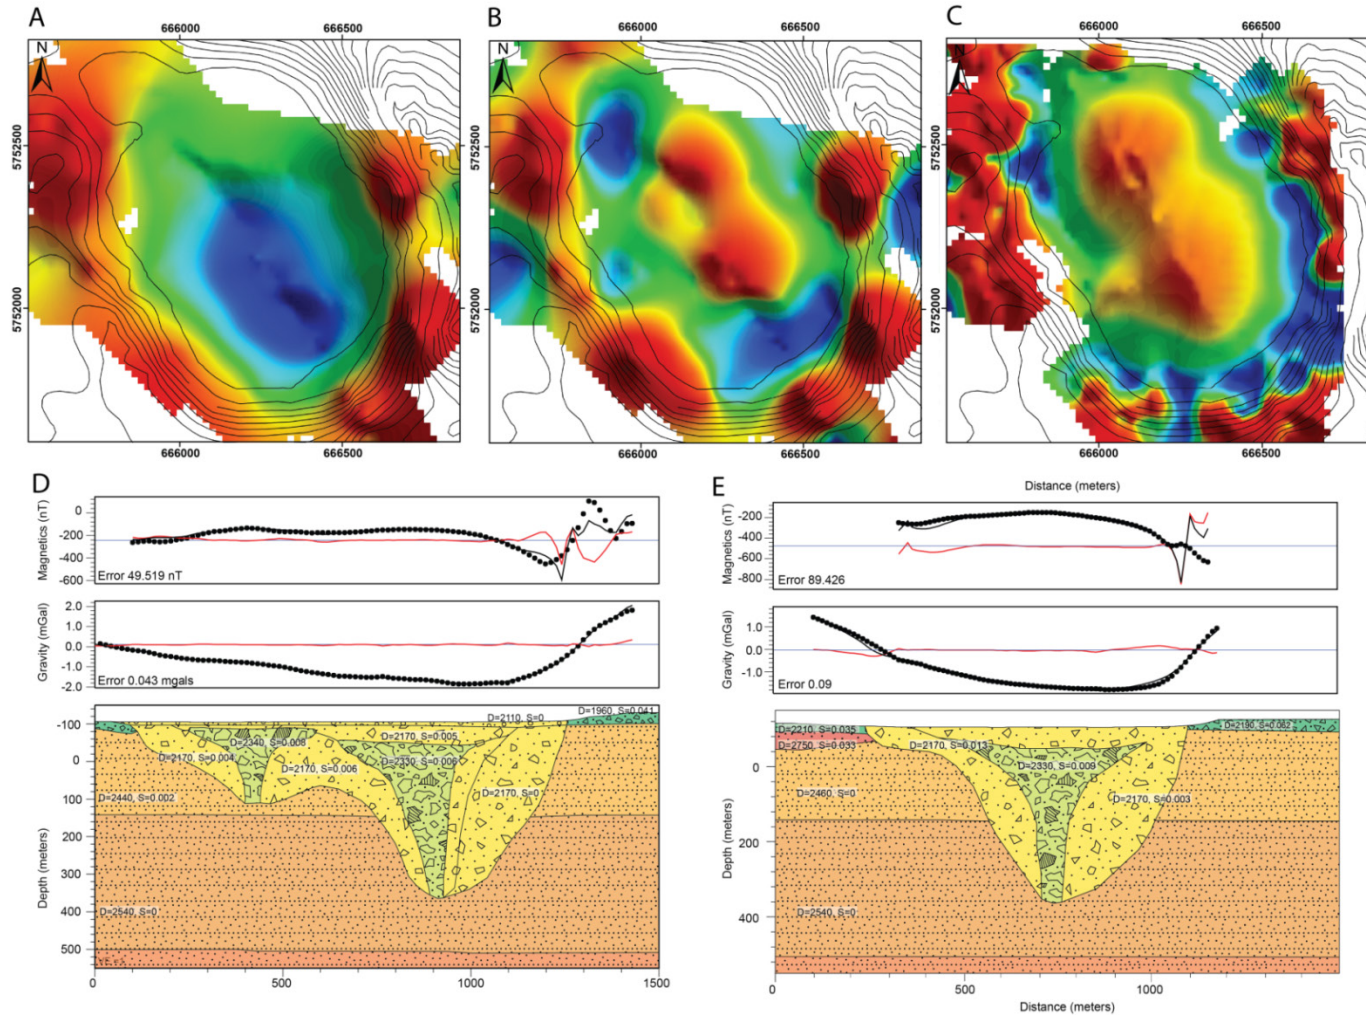 A
B
C
666000 666500
666000 666500
666000 666500
N
N
5752500
5752000
5752500
5752000
5752500
5752000
666000 666500
666000 666500
666000 666500
D
Magnetics (nT)
0
-200
-400
-600
Error 49.519 nT
Gravity (mGal)
2.0
1.0
-1.0
-2.0
Error 0.043 mgals
Depth (meters)
-100
0
100
200
300
400
500
D=1960, S=0.041
D=2110, S=0
D=2170, S=0.005
D=2340, S=0.008
D=2170, S=0.004
D=2170, S=0.006
D=2330, S=0.006
D=2170, S=0
D=2440, S=0.002
D=2540, S=0
0 500 1000 1500
E
Distance (meters)
Magnetics (nT)
-200
-400
-600
-800
Error 89.426
Gravity (mGal)
1.0
0.0
-1.0
Error 0.09
Depth (meters)
0
200
400
D=2210, S=0.035
D=2190, S=0.062
D=2750, S=0.033
D=2170, S=0.013
D=2330, S=0.009
D=2460, S=0
D=2170, S=0.003
D=2540, S=0
500 1000
Distance (meters)